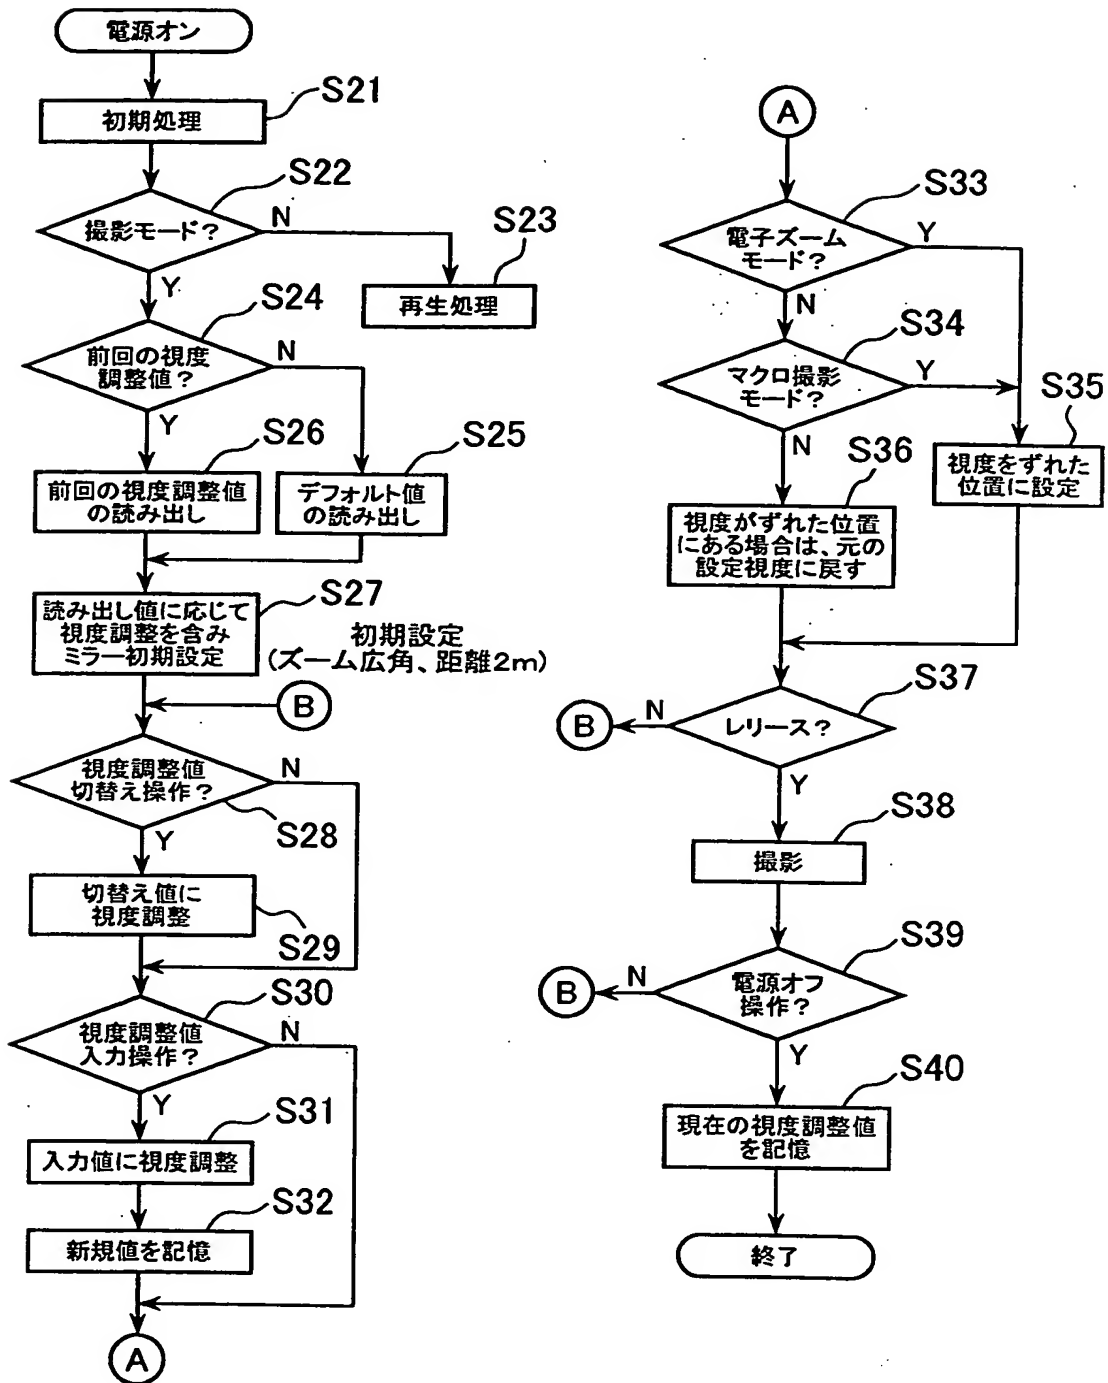 電源オン
S21
初期処理
S22
撮影モード?
N
S23
再生処理
Y
S24
前回の視度
調整値?
N
Y
S26
前回の視度調整値
の読み出し
S25
デフォルト値
の読み出し
S27
読み出し値に応じて
視度調整を含み
ミラー初期設定
初期設定
(ズーム広角、距離2m)
B
視度調整値
切替え操作?
N
S28
Y
切替え値に
視度調整
S29
S30
視度調整値
入力操作?
N
Y
S31
入力値に視度調整
S32
新規値を記憶
A
A
S33
電子ズーム
モード?
Y
N
S34
マクロ撮影
モード?
Y
N
S35
視度をずれた
位置に設定
S36
視度がずれた位置
にある場合は、元の
設定視度に戻す
S37
レリース?
N
B
Y
S38
撮影
S39
電源オフ
操作?
N
B
Y
S40
現在の視度調整値
を記憶
終了